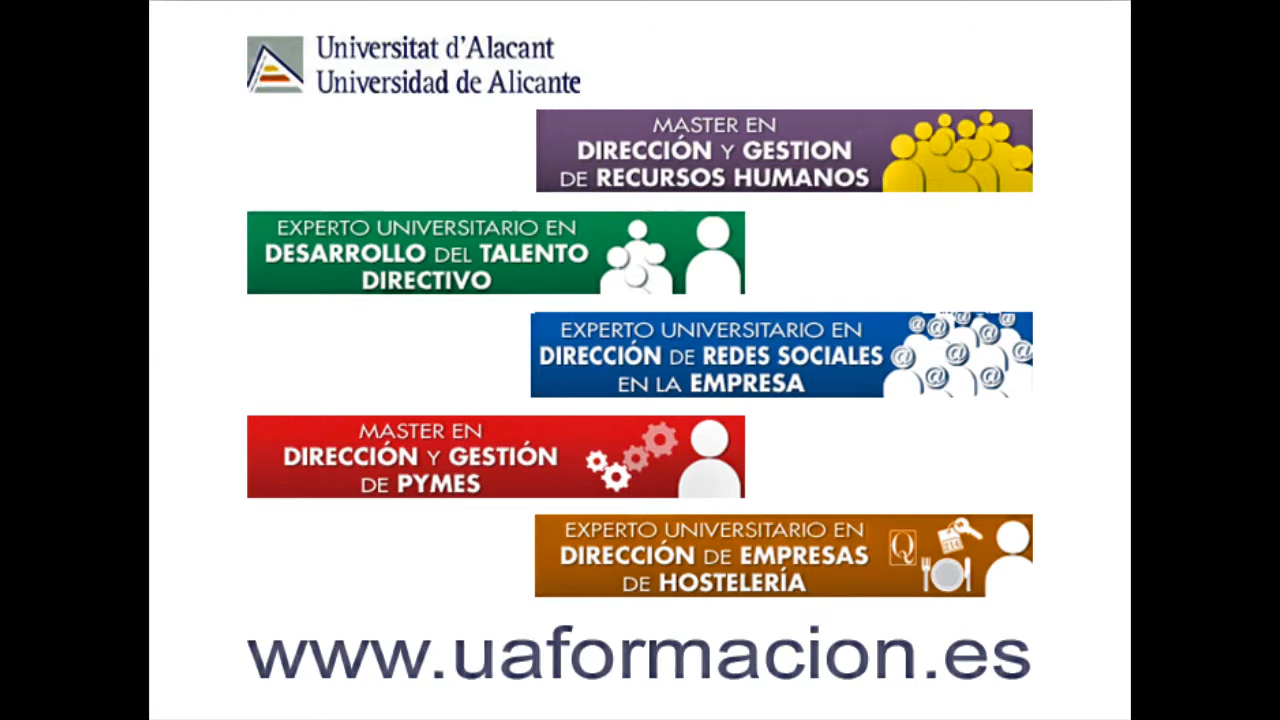 Universitat d'Alacant
Universidad de Alicante
MASTER EN
DIRECCIÓN Y GESTION
DE RECURSOS HUMANOS
EXPERTO UNIVERSITARIO EN
DESARROLLO DEL TALENTO
DIRECTIVO
EXPERTO UNIVERSITARIO EN
DIRECCIÓN DE REDES SOCIALES
EN LA EMPRESA
@ @ @ @ @ @ @ @ @
MASTER EN
DIRECCIÓN Y GESTIÓN
DE PYMES
EXPERTO UNIVERSITARIO EN
DIRECCIÓN DE EMPRESAS
DE HOSTELERÍA
Q
www.uaformacion.es